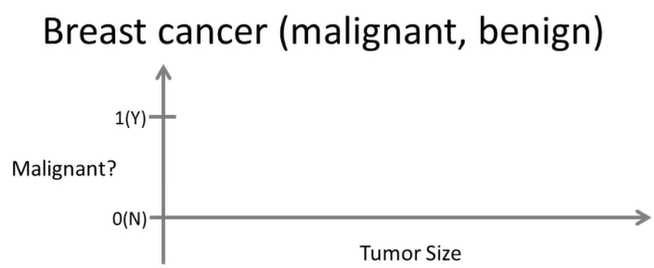 Breast cancer (malignant, benign)
1(Y)
Malignant?
0(N)
Tumor Size